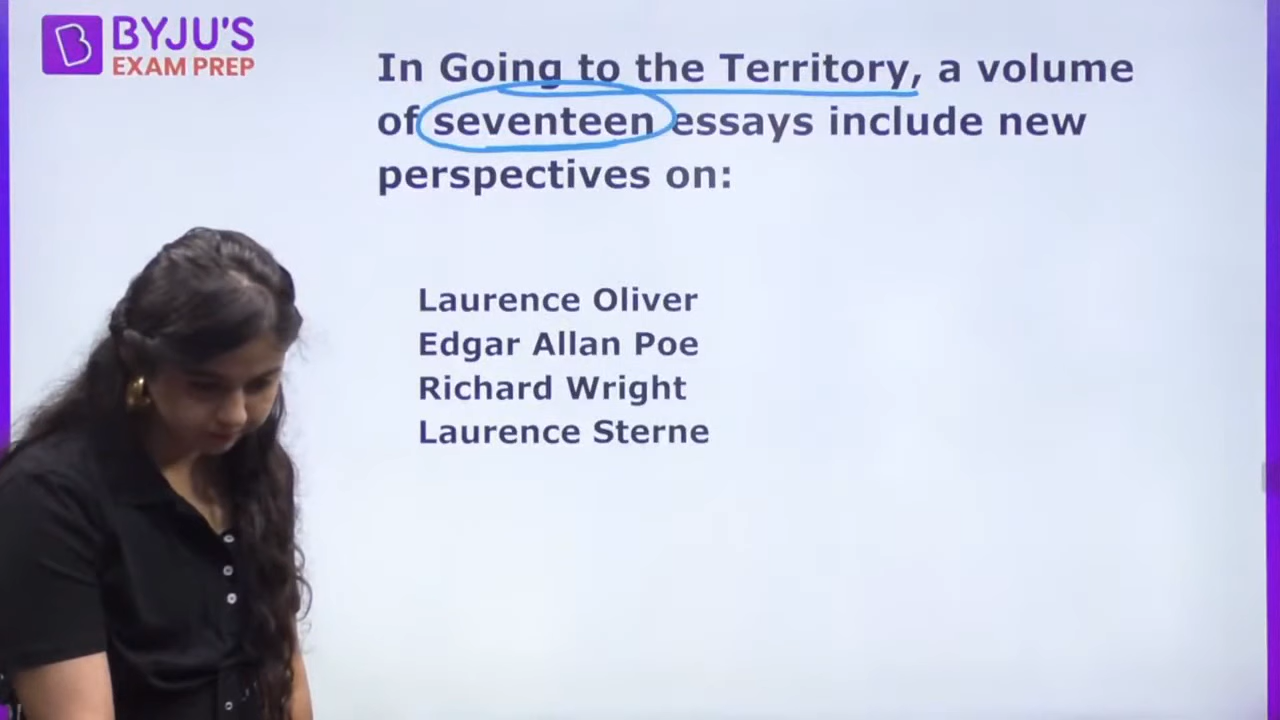 BYJU'S
EXAM PREP
In Going to the Territory, a volume
of seventeen essays include new
perspectives on:
Laurence Oliver
Edgar Allan Poe
Richard Wright
Laurence Sterne